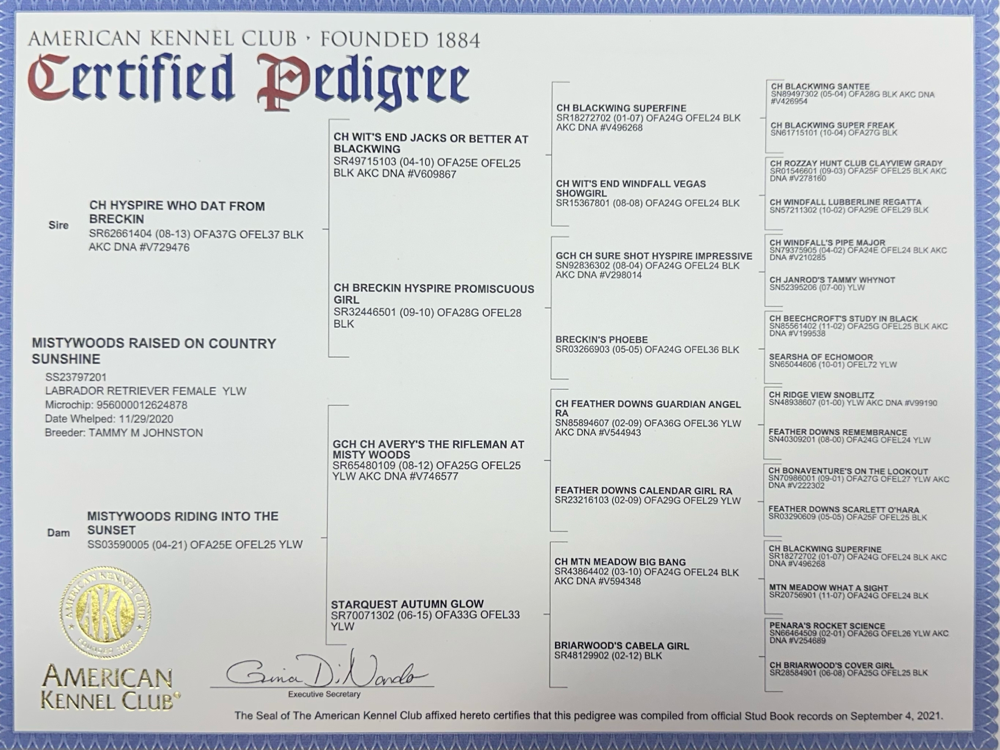 AMERICAN KENNEL CLUB · FOUNDED 1884
Certified Pedigree
Sire
CH HYSPIRE WHO DAT FROM
BRECKIN
SR62661404 (08-13) OFA37G OFEL37 BLK
AKC DNA #V729476
MISTYWOODS RAISED ON COUNTRY
SUNSHINE
SS23797201
LABRADOR RETRIEVER FEMALE YLW
Microchip: 956000012624878
Date Whelped: 11/29/2020
Breeder: TAMMY M JOHNSTON
Dam
MISTYWOODS RIDING INTO THE
SUNSET
SS03590005 (04-21) OFA25E OFEL25 YLW
CH WIT'S END JACKS OR BETTER AT
BLACKWING
SR49715103 (04-10) OFA25E OFEL25
BLK AKC DNA #V609867
CH BRECKIN HYSPIRE PROMISCUOUS
GIRL
SR32446501 (09-10) OFA28G OFEL28
BLK
GCH CH AVERY'S THE RIFLEMAN AT
MISTY WOODS
SR65480109 (08-12) OFA25G OFEL25
YLW AKC DNA #V746577
STARQUEST AUTUMN GLOW
SR70071302 (06-15) OFA33G OFEL33
YLW
CH BLACKWING SUPERFINE
SR18272702 (01-07) OFA24G OFEL24 BLK
AKC DNA #V496268
CH WIT'S END WINDFALL VEGAS
SHOWGIRL
SR15367801 (08-08) OFA24G OFEL24 BLK
GCH CH SURE SHOT HYSPIRE IMPRESSIVE
SN92836302 (08-04) OFA24G OFEL24 BLK
AKC DNA #V298014
BRECKIN'S PHOEBE
SR03266903 (05-05) OFA24G OFEL36 BLK
CH FEATHER DOWNS GUARDIAN ANGEL
RA
SN85894607 (02-09) OFA36G OFEL36 YLW
AKC DNA #V544943
FEATHER DOWNS CALENDAR GIRL RA
SR23216103 (02-09) OFA29G OFEL29 YLW
CH MTN MEADOW BIG BANG
SR43864402 (03-10) OFA24G OFEL24 BLK
AKC DNA #V594348
BRIARWOOD'S CABELA GIRL
SR48129902 (02-12) BLK
CH BLACKWING SANTEE
SN89497302 (05-04) OFA28G BLK AKC DNA
#V426954
CH BLACKWING SUPER FREAK
SN61715101 (10-04) OFA27G BLK
CH ROZZAY HUNT CLUB CLAYVIEW GRADY
SR01546601 (09-03) OFA25F OFEL25 BLK AKC
DNA #V278160
CH WINDFALL LUBBERLINE REGATTA
SN57211302 (10-02) OFA29E OFEL29 BLK
CH WINDFALL'S PIPE MAJOR
SN79375905 (04-02) OFA24E OFEL24 BLK AKC
DNA #V210285
CH JANROD'S TAMMY WHYNOT
SN52395206 (07-00) YLW
CH BEECHCROFT'S STUDY IN BLACK
SN85561402 (11-02) OFA25G OFEL25 BLK AKC
DNA #V199538
SEARSHA OF ECHOMOOR
SN65044606 (10-01) OFEL72 YLW
CH RIDGE VIEW SNOBLITZ
SN48938607 (01-00) YLW AKC DNA #V99190
FEATHER DOWNS REMEMBRANCE
SN40309201 (08-00) OFA24G OFEL24 YLW
CH BONAVENTURE'S ON THE LOOKOUT
SN70986001 (09-01) OFA27G OFEL27 YLW AKC
DNA #V222302
FEATHER DOWNS SCARLETT O'HARA
SR03290609 (05-05) OFA25F OFEL25 BLK
CH BLACKWING SUPERFINE
SR18272702 (01-07) OFA24G OFEL24 BLK AKC
DNA #V496268
MTN MEADOW WHAT A SIGHT
SR20756901 (11-07) OFA24G OFEL24 BLK
PENARA'S ROCKET SCIENCE
SN66464509 (02-01) OFA26G OFEL26 YLW AKC
DNA #V254689
CH BRIARWOOD'S COVER GIRL
SR28584901 (06-08) OFA25G OFEL25 BLK
AKC
AMERICAN
KENNEL CLUB®
Gina DiNardo
Executive Secretary
The Seal of The American Kennel Club affixed hereto certifies that this pedigree was compiled from official Stud Book records on September 4, 2021.